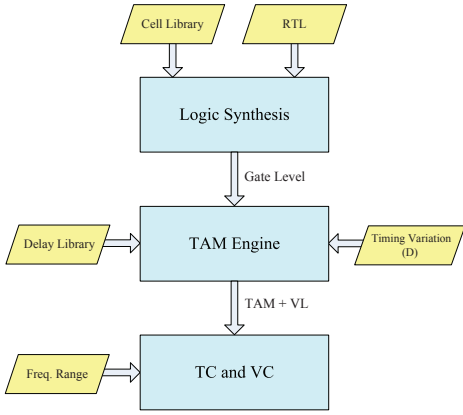 Cell Library
RTL
Logic Synthesis
Gate Level
Delay Library
TAM Engine
Timing Variation
(D)
TAM + VL
Freq. Range
TC and VC